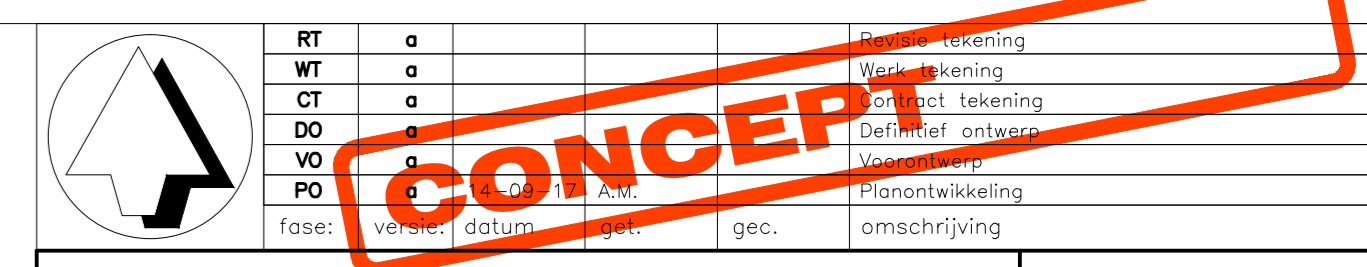 RT a Revisie tekening
WT a Werk tekening
CT a Contract tekening
DO a Definitief ontwerp
VO a Voorontwerp
PO a 14-09-17 A.M. Planontwikkeling
fase: versie: datum get. gec. omschrijving
CONCEPT